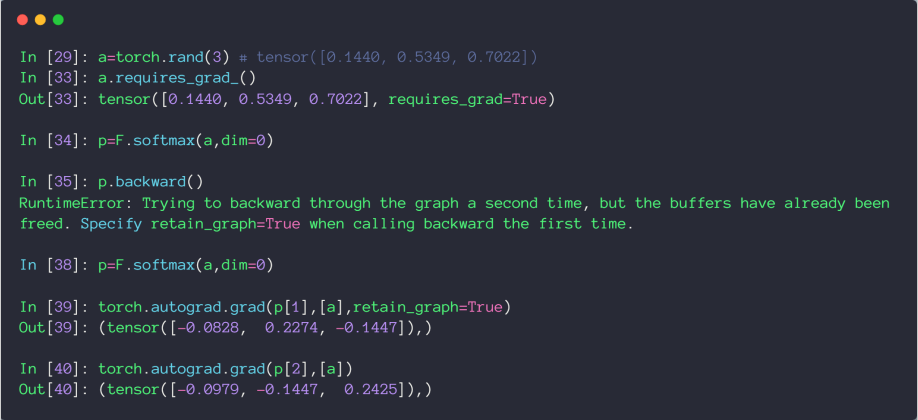 In [29]: a=torch.rand(3) # tensor([0.1440, 0.5349, 0.7022])
In [33]: a.requires_grad_()
Out[33]: tensor([0.1440, 0.5349, 0.7022], requires_grad=True)
In [34]: p=F.softmax(a,dim=0)
In [35]: p.backward()
RuntimeError: Trying to backward through the graph a second time, but the buffers have already been
freed. Specify retain_graph=True when calling backward the first time.
In [38]: p=F.softmax(a,dim=0)
In [39]: torch.autograd.grad(p[1],[a],retain_graph=True)
Out[39]: (tensor([-0.0828,  0.2274, -0.1447]),)
In [40]: torch.autograd.grad(p[2],[a])
Out[40]: (tensor([-0.0979, -0.1447,  0.2425]),)